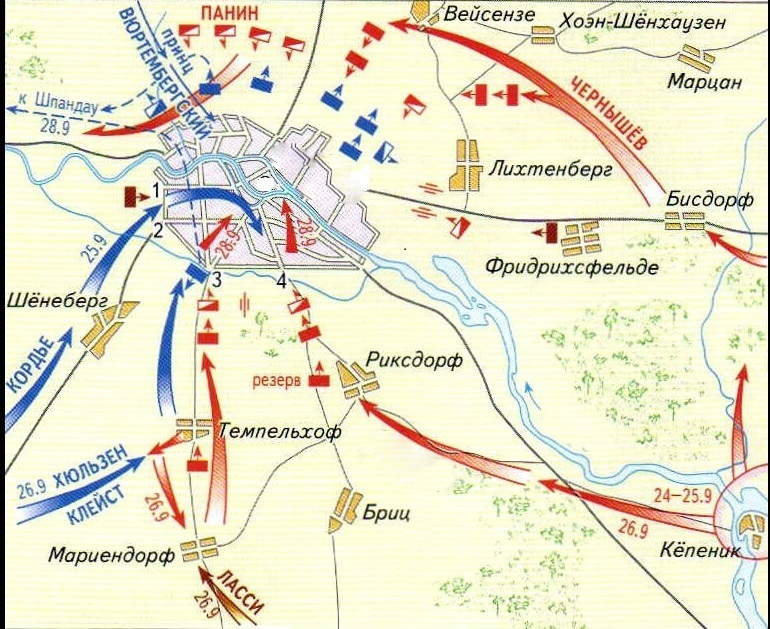 ПАНИН
принц
ВЮРТЕМБЕРГСКИЙ
Вейсензе
Хоэн-Шёнхаузен
Марцан
ЧЕРНЫШЁВ
к Шпандау
28.9
Лихтенберг
Бисдорф
1
2
25.9
28.9
28.9
Фридрихсфельде
3
4
Шёнеберг
КОРДЬЕ
Риксдорф
резерв
Темпельхоф
26.9 ХЮЛЬЗЕН
КЛЕЙСТ
26.9
24–25.9
26.9
Кёпеник
Бриц
Мариендорф
ЛАССИ
26.9